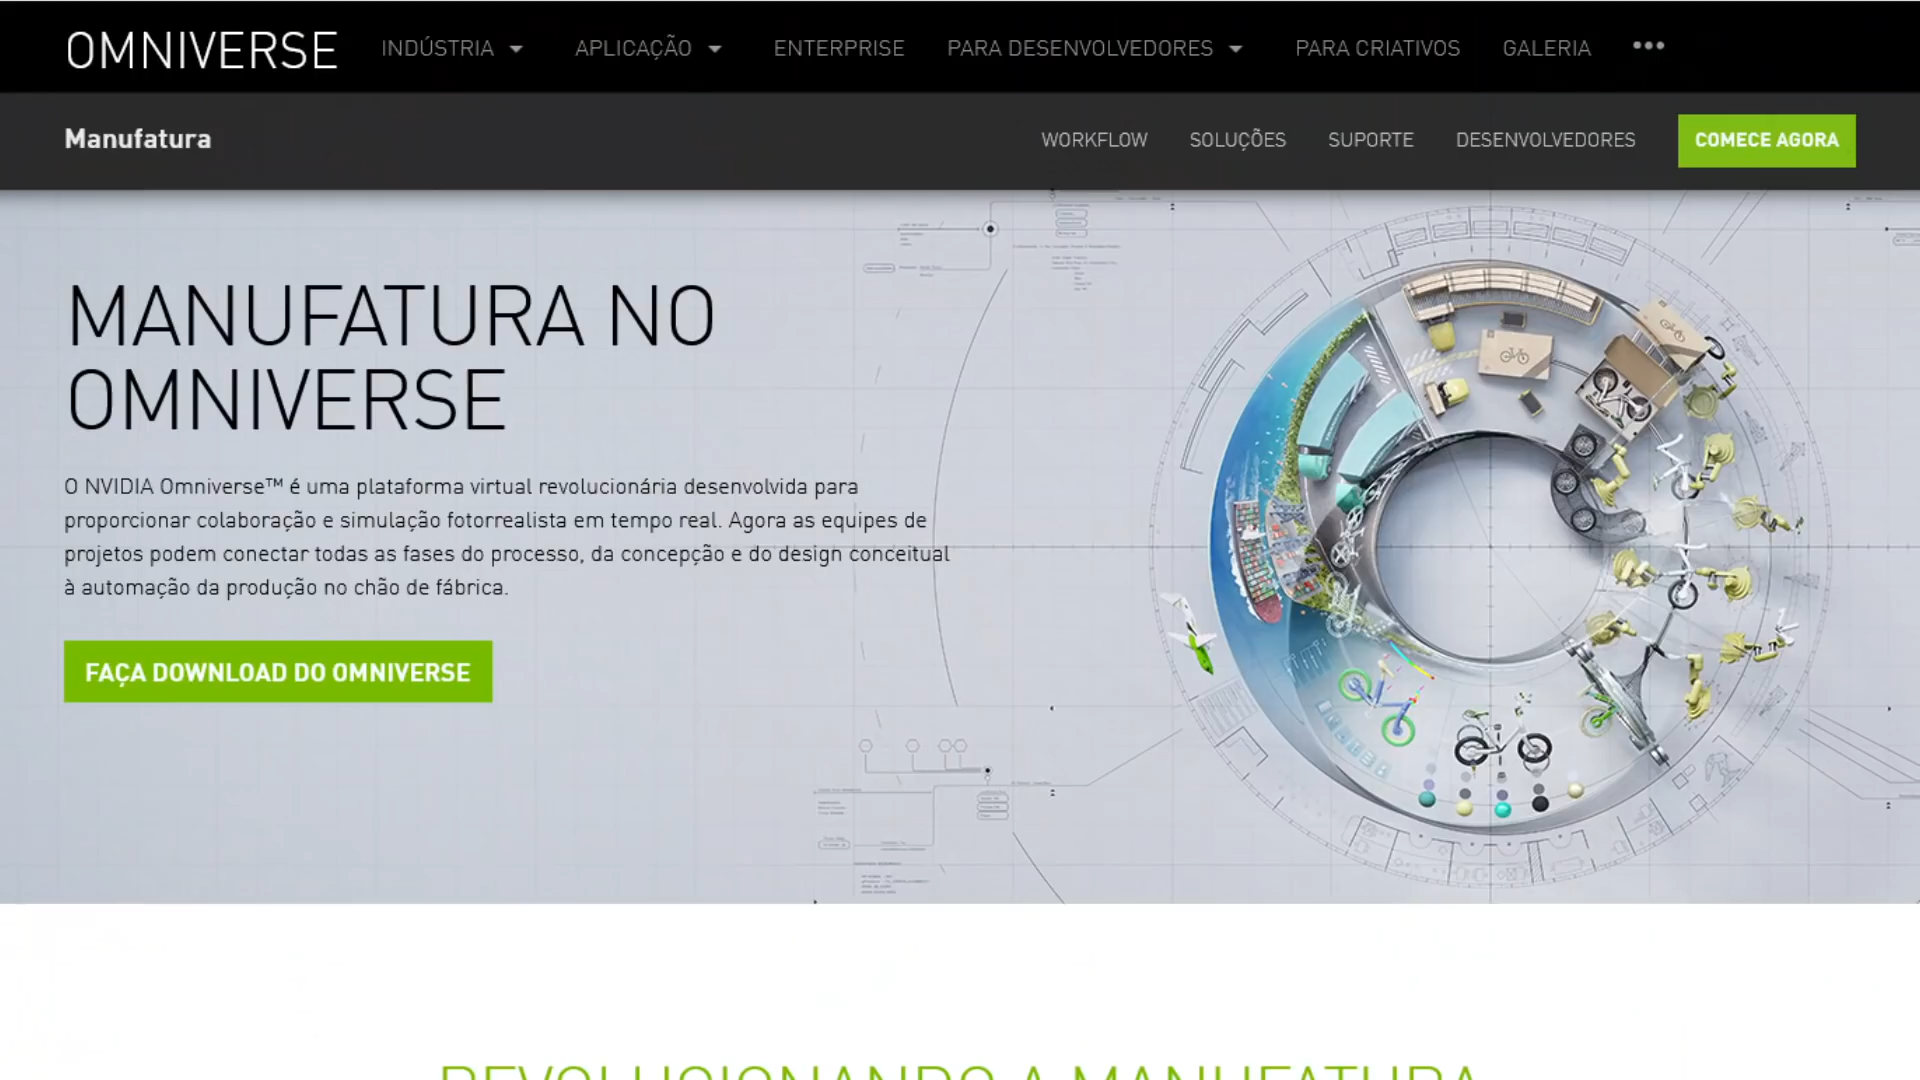 OMNIVERSE
INDÚSTRIA
APLICAÇÃO
ENTERPRISE
PARA DESENVOLVEDORES
PARA CRIATIVOS
GALERIA
Manufatura
WORKFLOW
SOLUÇÕES
SUPORTE
DESENVOLVEDORES
COMECE AGORA
MANUFATURA NO
OMNIVERSE
O NVIDIA Omniverse™ é uma plataforma virtual revolucionária desenvolvida para
proporcionar colaboração e simulação fotorrealista em tempo real. Agora as equipes de
projetos podem conectar todas as fases do processo, da concepção e do design conceitual
à automação da produção no chão de fábrica.
FAÇA DOWNLOAD DO OMNIVERSE
REVOLUCIONANDO A MANUFATURA